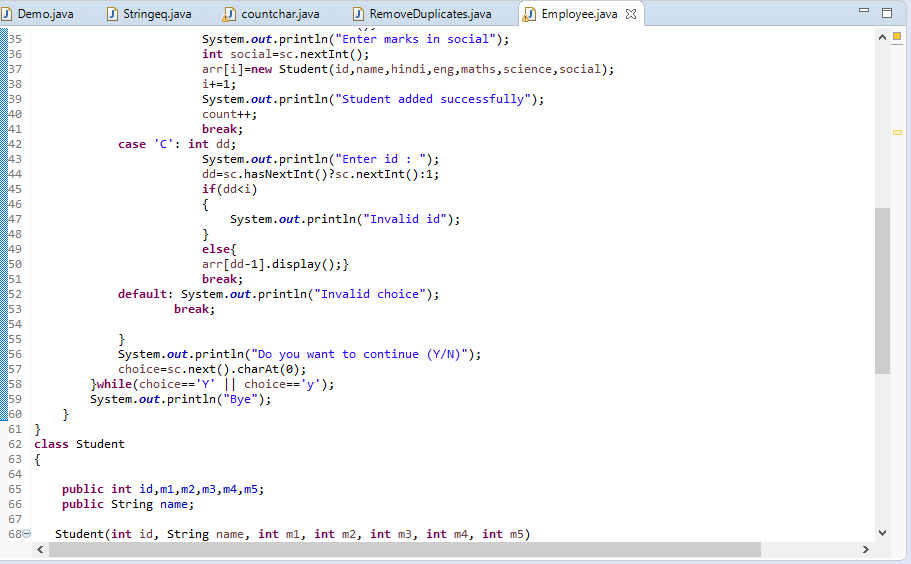 Demo.java Stringeq.java countchar.java RemoveDuplicates.java Employee.java
35 System.out.println("Enter marks in social");
36 int social=sc.nextInt();
37 arr[i]=new Student(id,name,hindi,eng,maths,science,social);
38 i+=1;
39 System.out.println("Student added successfully");
40 count++;
41 break;
42 case 'C': int dd;
43 System.out.println("Enter id : ");
44 dd=sc.hasNextInt()?sc.nextInt():1;
45 if(dd<i)
46 {
47 System.out.println("Invalid id");
48 }
49 else{
50 arr[dd-1].display();}
51 break;
52 default: System.out.println("Invalid choice");
53 break;
54
55 }
56 System.out.println("Do you want to continue (Y/N)");
57 choice=sc.next().charAt(0);
58 }while(choice=='Y' || choice=='y');
59 System.out.println("Bye");
60 }
61 }
62 class Student
63 {
64
65 public int id,m1,m2,m3,m4,m5;
66 public String name;
67
68 Student(int id, String name, int m1, int m2, int m3, int m4, int m5)